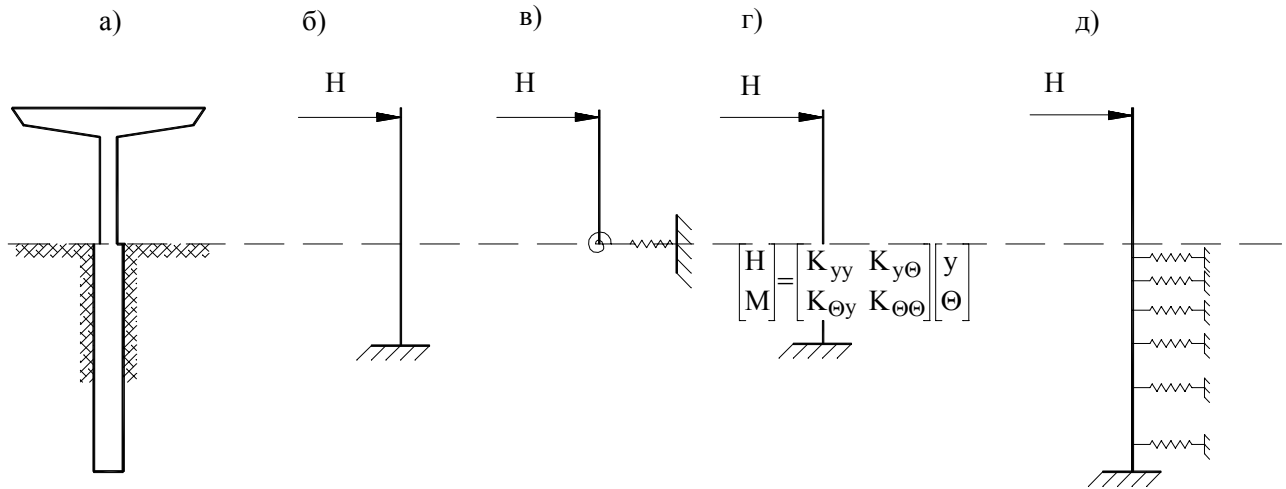 а) б) в) г) д)
H H H H
[H] = [K_yy K_yΘ] [y]
[M] [K_Θy K_ΘΘ] [Θ]